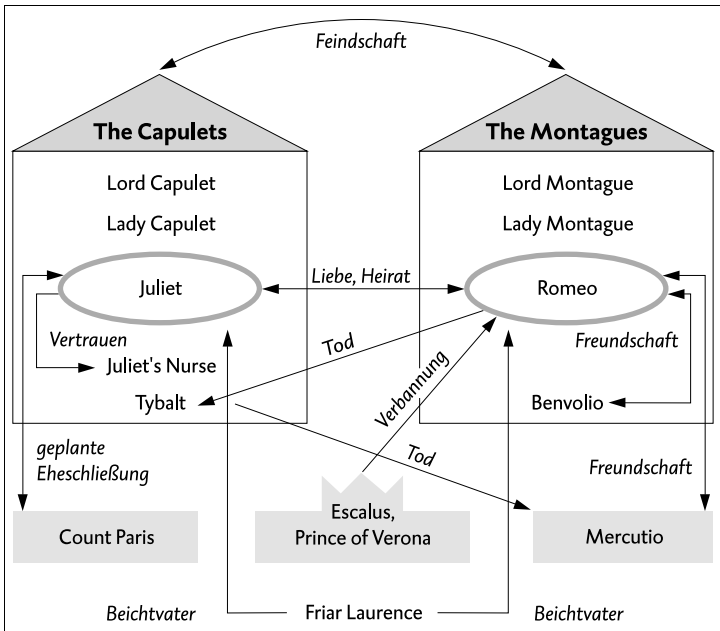 Feindschaft
The Capulets
The Montagues
Lord Capulet
Lord Montague
Lady Capulet
Lady Montague
Juliet
Liebe, Heirat
Romeo
Vertrauen
Tod
Freundschaft
Juliet's Nurse
Verbannung
Tybalt
Benvolio
geplante
Eheschließung
Tod
Freundschaft
Count Paris
Escalus,
Prince of Verona
Mercutio
Beichtvater
Friar Laurence
Beichtvater